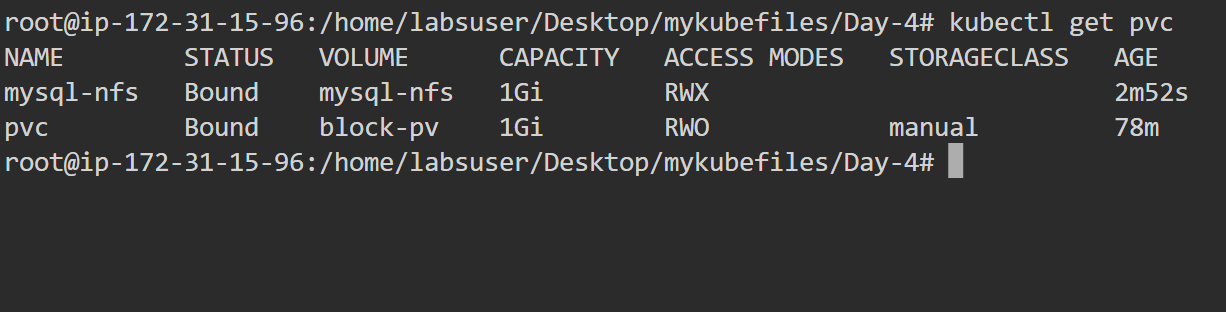 root@ip-172-31-15-96:/home/labsuser/Desktop/mykubefiles/Day-4# kubectl get pvc
NAME        STATUS   VOLUME      CAPACITY   ACCESS MODES   STORAGECLASS   AGE
mysql-nfs   Bound    mysql-nfs   1Gi        RWX                           2m52s
pvc         Bound    block-pv    1Gi        RWO            manual         78m
root@ip-172-31-15-96:/home/labsuser/Desktop/mykubefiles/Day-4#